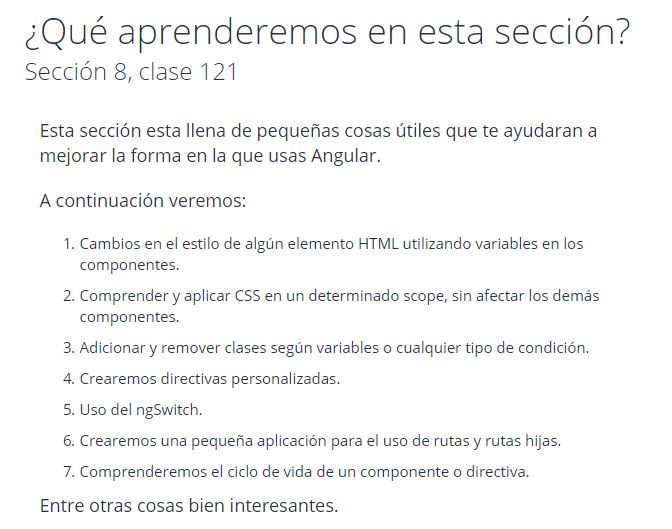 ¿Qué aprenderemos en esta sección?
Sección 8, clase 121
Esta sección esta llena de pequeñas cosas útiles que te ayudaran a
mejorar la forma en la que usas Angular.
A continuación veremos:
1. Cambios en el estilo de algún elemento HTML utilizando variables en los
componentes.
2. Comprender y aplicar CSS en un determinado scope, sin afectar los demás
componentes.
3. Adicionar y remover clases según variables o cualquier tipo de condición.
4. Crearemos directivas personalizadas.
5. Uso del ngSwitch.
6. Crearemos una pequeña aplicación para el uso de rutas y rutas hijas.
7. Comprenderemos el ciclo de vida de un componente o directiva.
Entre otras cosas bien interesantes.